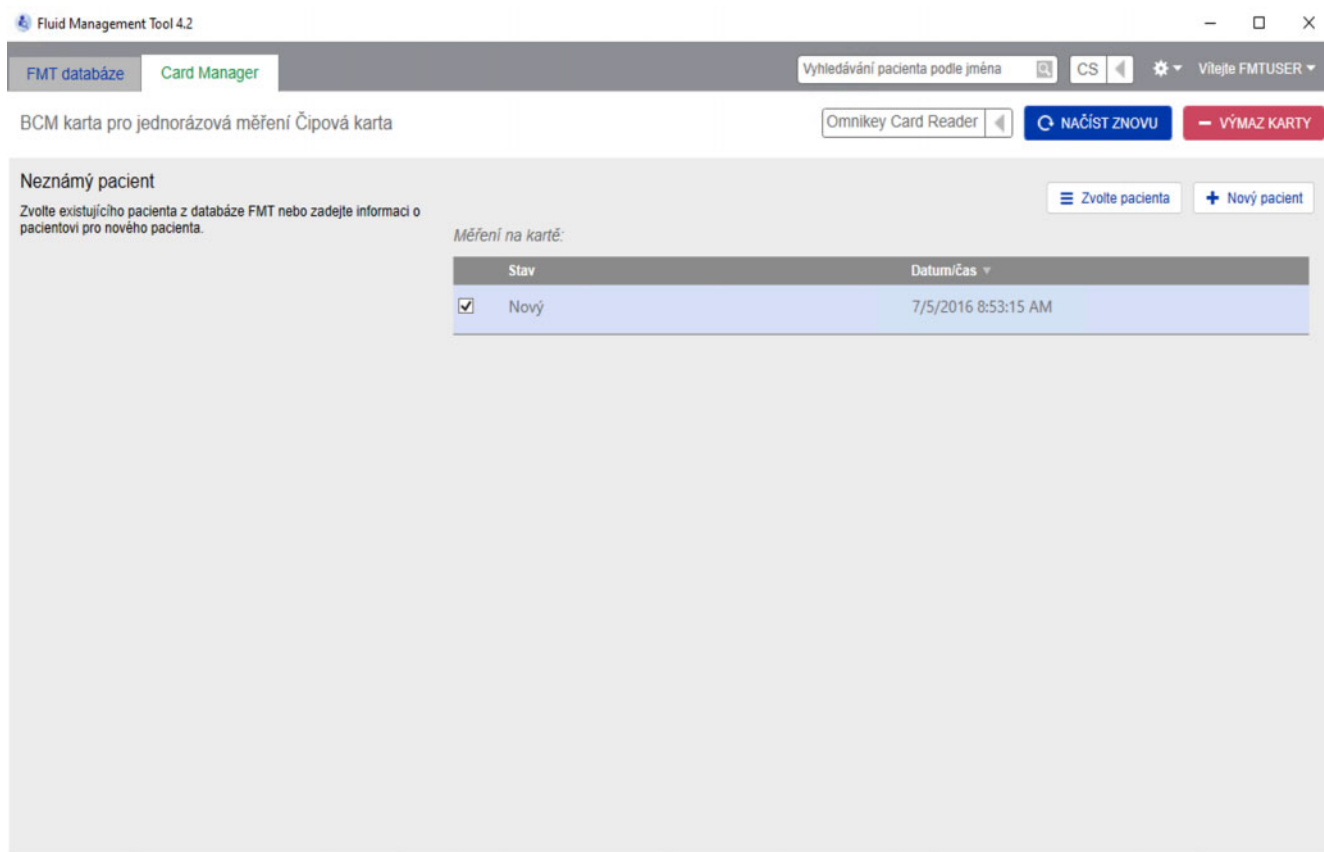 Fluid Management Tool 4.2
FMT databáze
Card Manager
Vyhledávání pacienta podle jména
CS
Vítejte FMTUSER
BCM karta pro jednorázová měření Čipová karta
Omnikey Card Reader
NAČÍST ZNOVU
VÝMAZ KARTY
Neznámý pacient
Zvolte existujícího pacienta z databáze FMT nebo zadejte informaci o
pacientovi pro nového pacienta.
Zvolte pacienta
Nový pacient
Měření na kartě:
Stav
Datum/čas
Nový
7/5/2016 8:53:15 AM